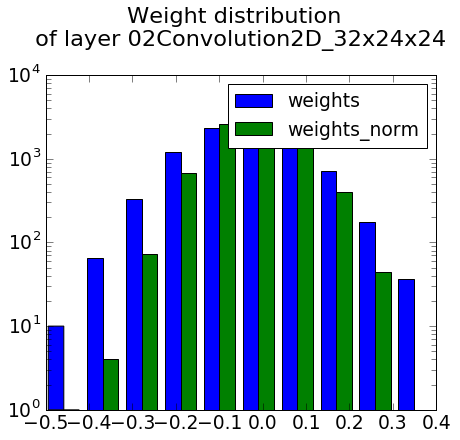 Weight distribution
of layer 02Convolution2D_32x24x24
10^4
weights
weights_norm
10^3
10^2
10^1
10^0
−0.5 −0.4 −0.3 −0.2 −0.1 0.0 0.1 0.2 0.3 0.4